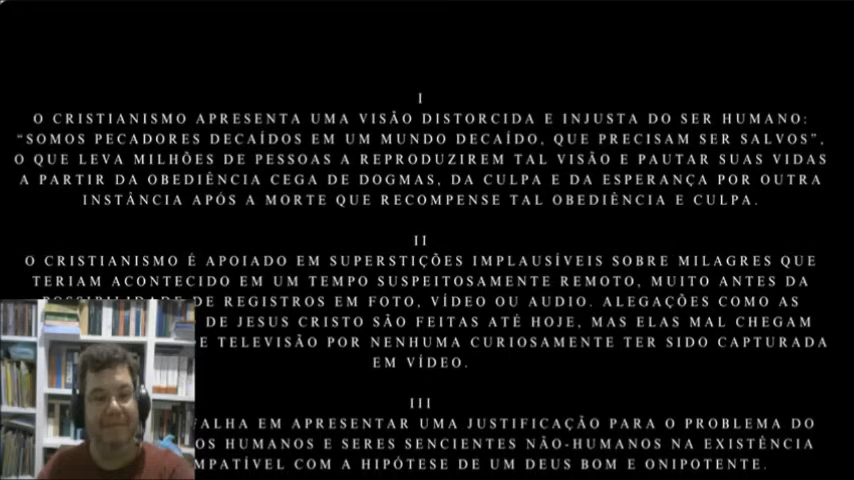 I
O CRISTIANISMO APRESENTA UMA VISÃO DISTORCIDA E INJUSTA DO SER HUMANO:
“SOMOS PECADORES DECAÍDOS EM UM MUNDO DECAÍDO, QUE PRECISAM SER SALVOS”,
O QUE LEVA MILHÕES DE PESSOAS A REPRODUZIREM TAL VISÃO E PAUTAR SUAS VIDAS
A PARTIR DA OBEDIÊNCIA CEGA DE DOGMAS, DA CULPA E DA ESPERANÇA POR OUTRA
INSTÂNCIA APÓS A MORTE QUE RECOMPENSE TAL OBEDIÊNCIA E CULPA.
II
O CRISTIANISMO É APOIADO EM SUPERSTIÇÕES IMPLAUSÍVEIS SOBRE MILAGRES QUE
TERIAM ACONTECIDO EM UM TEMPO SUSPEITOSAMENTE REMOTO, MUITO ANTES DA
POSSIBILIDADE DE REGISTROS EM FOTO, VÍDEO OU AUDIO. ALEGAÇÕES COMO AS
DE JESUS CRISTO SÃO FEITAS ATÉ HOJE, MAS ELAS MAL CHEGAM
E TELEVISÃO POR NENHUMA CURIOSAMENTE TER SIDO CAPTURADA
EM VÍDEO.
III
FALHA EM APRESENTAR UMA JUSTIFICAÇÃO PARA O PROBLEMA DO
OS HUMANOS E SERES SENCIENTES NÃO-HUMANOS NA EXISTÊNCIA
MPATÍVEL COM A HIPÓTESE DE UM DEUS BOM E ONIPOTENTE.